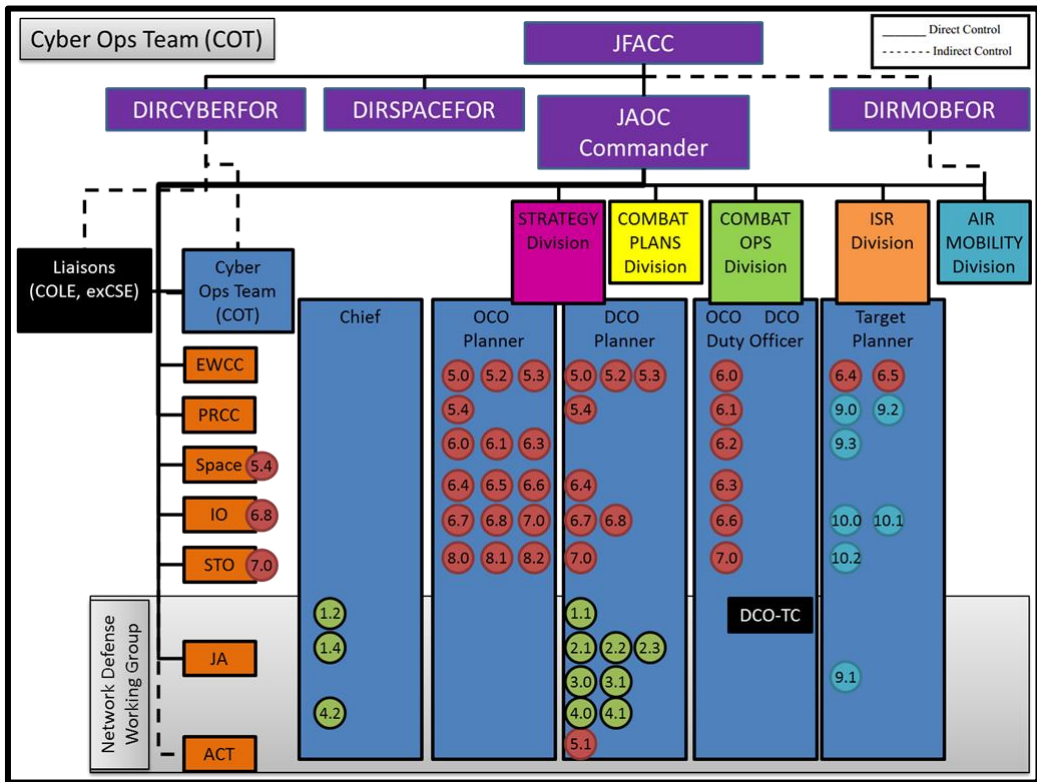 Cyber Ops Team (COT)
JFACC
Direct Control
Indirect Control
DIRCYBERFOR
DIRSPACEFOR
JAOC
Commander
DIRMOBFOR
STRATEGY
Division
COMBAT
PLANS
Division
COMBAT
OPS
Division
ISR
Division
AIR
MOBILITY
Division
Liaisons
(COLE, exCSE)
Cyber
Ops Team
(COT)
Chief
OCO
Planner
DCO
Planner
OCO DCO
Duty Officer
Target
Planner
EWCC
5.0 5.2 5.3
5.0 5.2 5.3
6.0
6.4 6.5
PRCC
5.4
5.4
6.1
9.0 9.2
6.0 6.1 6.3
6.2
9.3
Space 5.4
6.4 6.5 6.6
6.4
6.3
IO 6.8
6.7 6.8 7.0
6.7 6.8
6.6
10.0 10.1
STO 7.0
8.0 8.1 8.2
7.0
7.0
10.2
Network Defense
Working Group
1.2
1.1
DCO-TC
JA
1.4
2.1 2.2 2.3
3.0 3.1
9.1
4.2
4.0 4.1
ACT
5.1